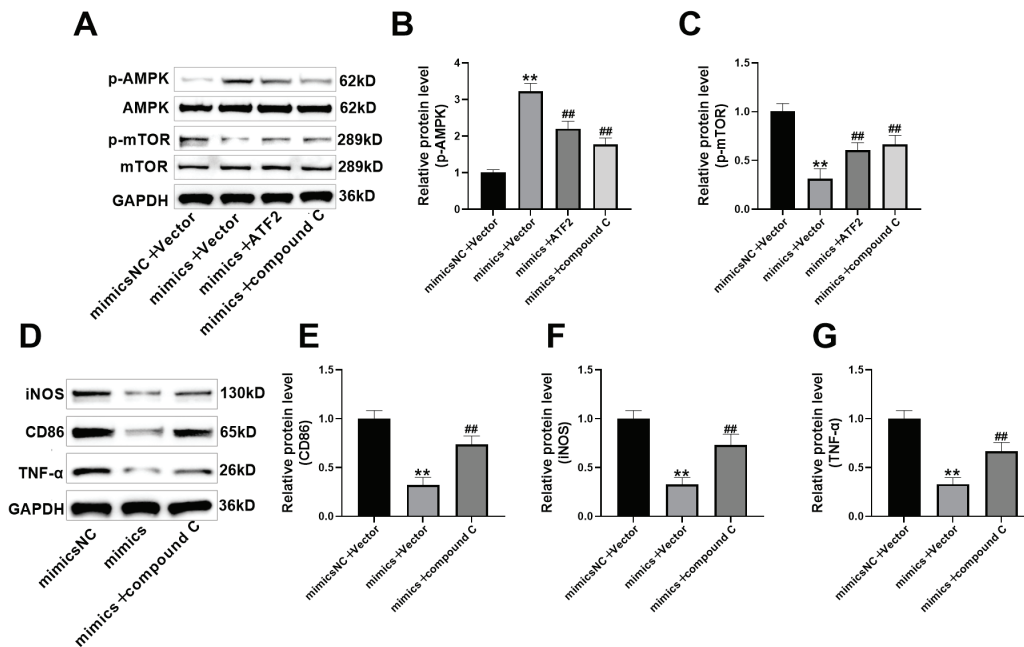 A
p-AMPK 62kD
AMPK 62kD
p-mTOR 289kD
mTOR 289kD
GAPDH 36kD
mimicsNC+Vector
mimics+Vector
mimics+ATF2
mimics+compound C
B
Relative protein level
(p-AMPK)
4
3
2
1
0
**
##
##
mimicsNC+Vector
mimics+Vector
mimics+ATF2
mimics+compound C
C
Relative protein level
(p-mTOR)
1.5
1.0
0.5
0.0
**
##
##
mimicsNC+Vector
mimics+Vector
mimics+ATF2
mimics+compound C
D
iNOS 130kD
CD86 65kD
TNF-α 26kD
GAPDH 36kD
mimicsNC
mimics
mimics+compound C
E
Relative protein level
(CD86)
1.5
1.0
0.5
0.0
**
##
mimicsNC+Vector
mimics+Vector
mimics+compound C
F
Relative protein level
(iNOS)
1.5
1.0
0.5
0.0
**
##
mimicsNC+Vector
mimics+Vector
mimics+compound C
G
Relative protein level
(TNF-α)
1.5
1.0
0.5
0.0
**
##
mimicsNC+Vector
mimics+Vector
mimics+compound C